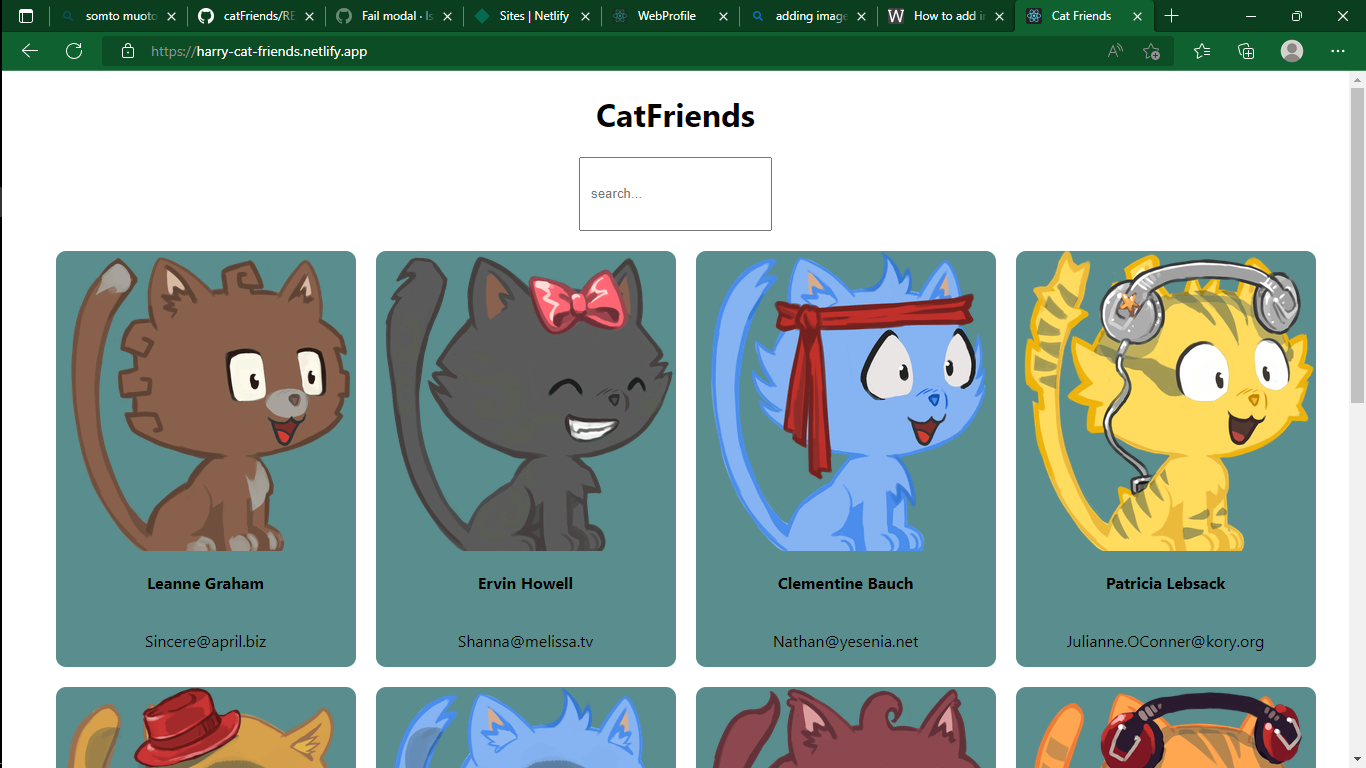 somto muoto
catFriends/RE
Fail modal · Is
Sites | Netlify
WebProfile
adding image
How to add i
Cat Friends
https://harry-cat-friends.netlify.app
CatFriends
search...
Leanne Graham
Ervin Howell
Clementine Bauch
Patricia Lebsack
Sincere@april.biz
Shanna@melissa.tv
Nathan@yesenia.net
Julianne.OConner@kory.org